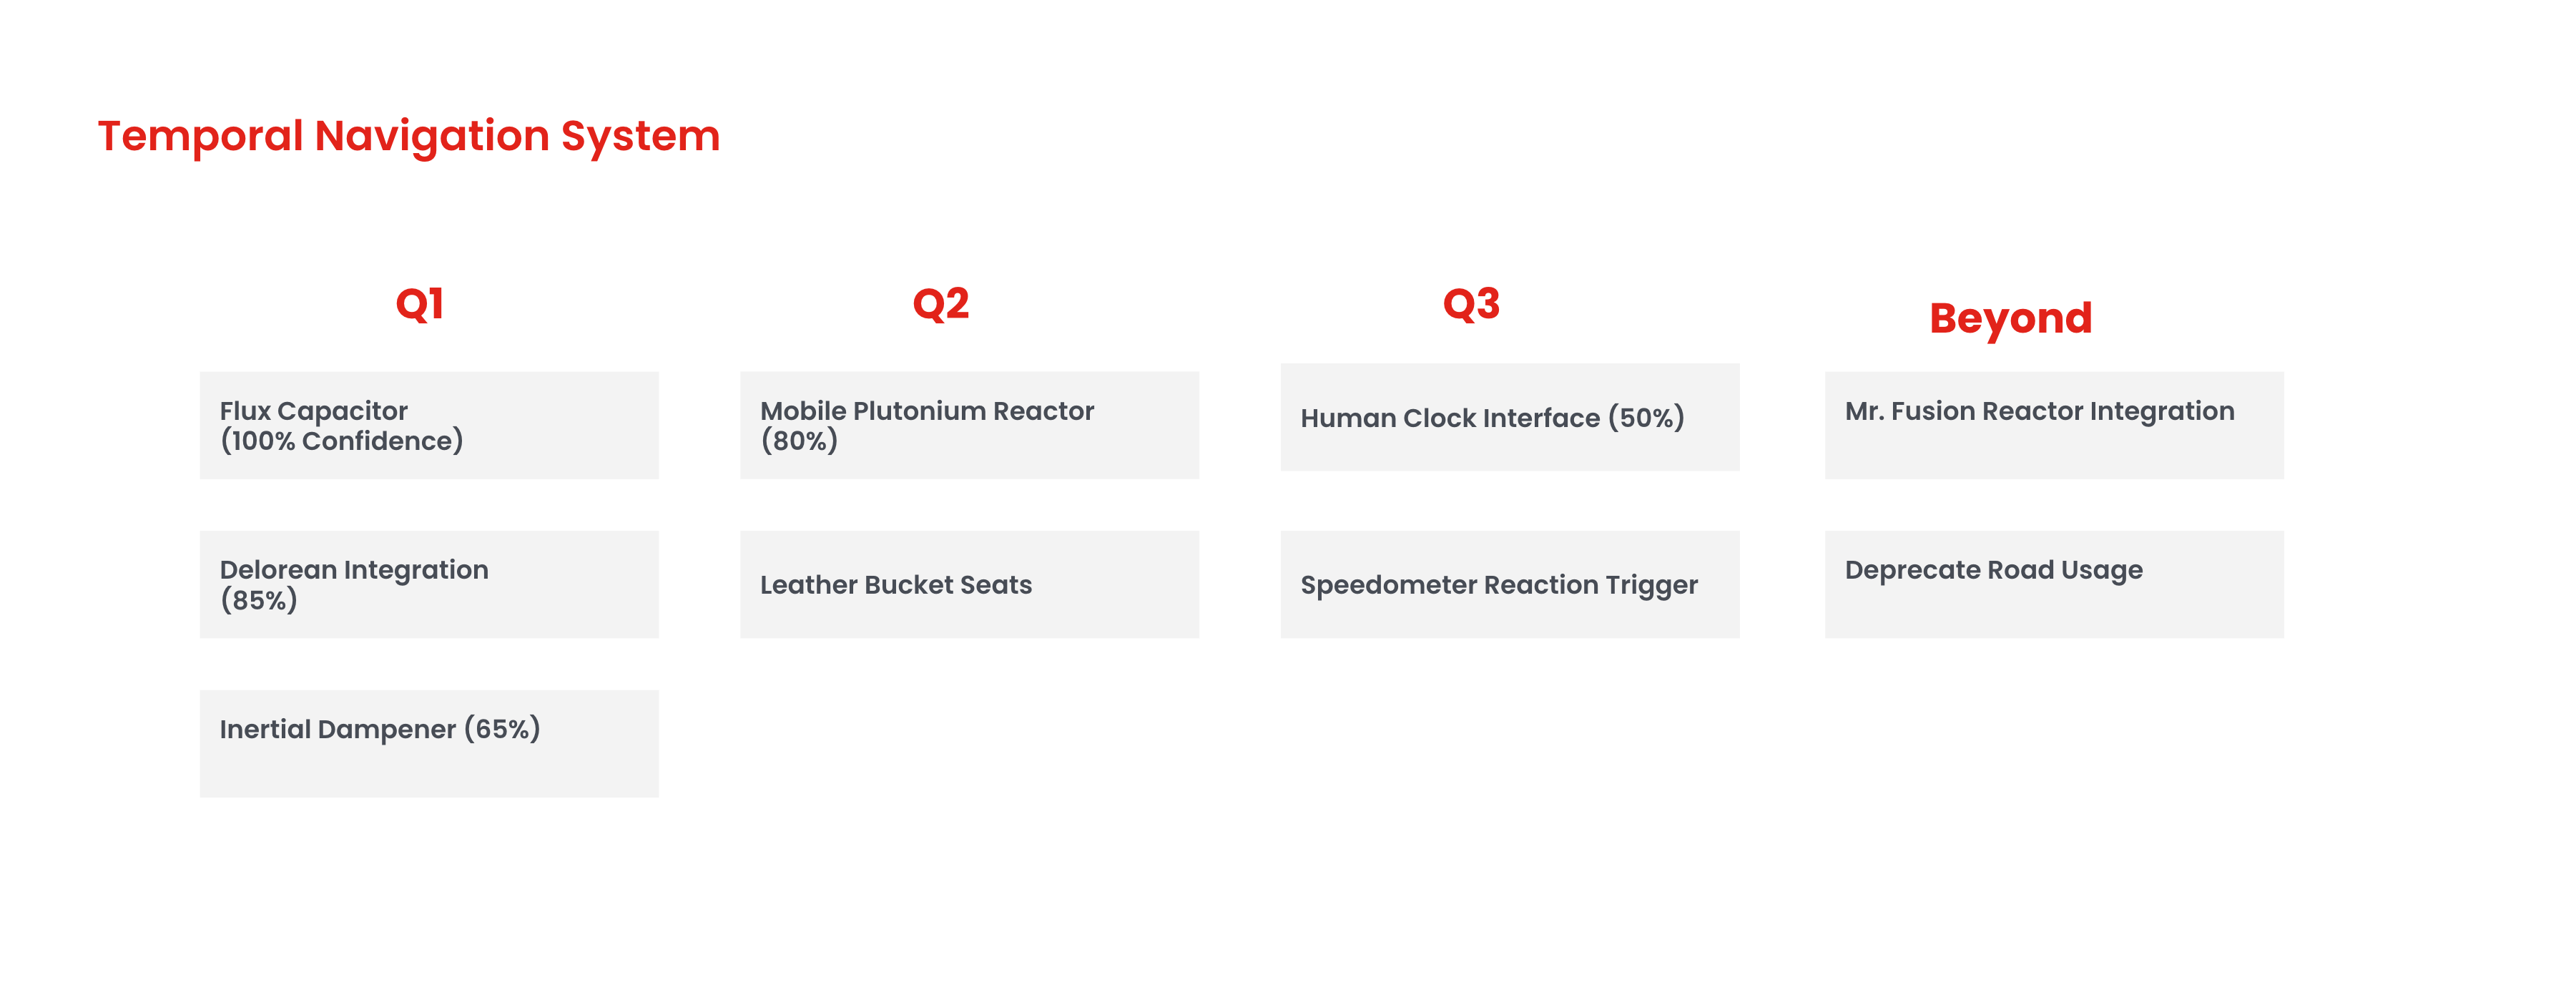 Temporal Navigation System
Q1
Flux Capacitor
(100% Confidence)
Delorean Integration
(85%)
Inertial Dampener (65%)
Q2
Mobile Plutonium Reactor
(80%)
Leather Bucket Seats
Q3
Human Clock Interface (50%)
Speedometer Reaction Trigger
Beyond
Mr. Fusion Reactor Integration
Deprecate Road Usage